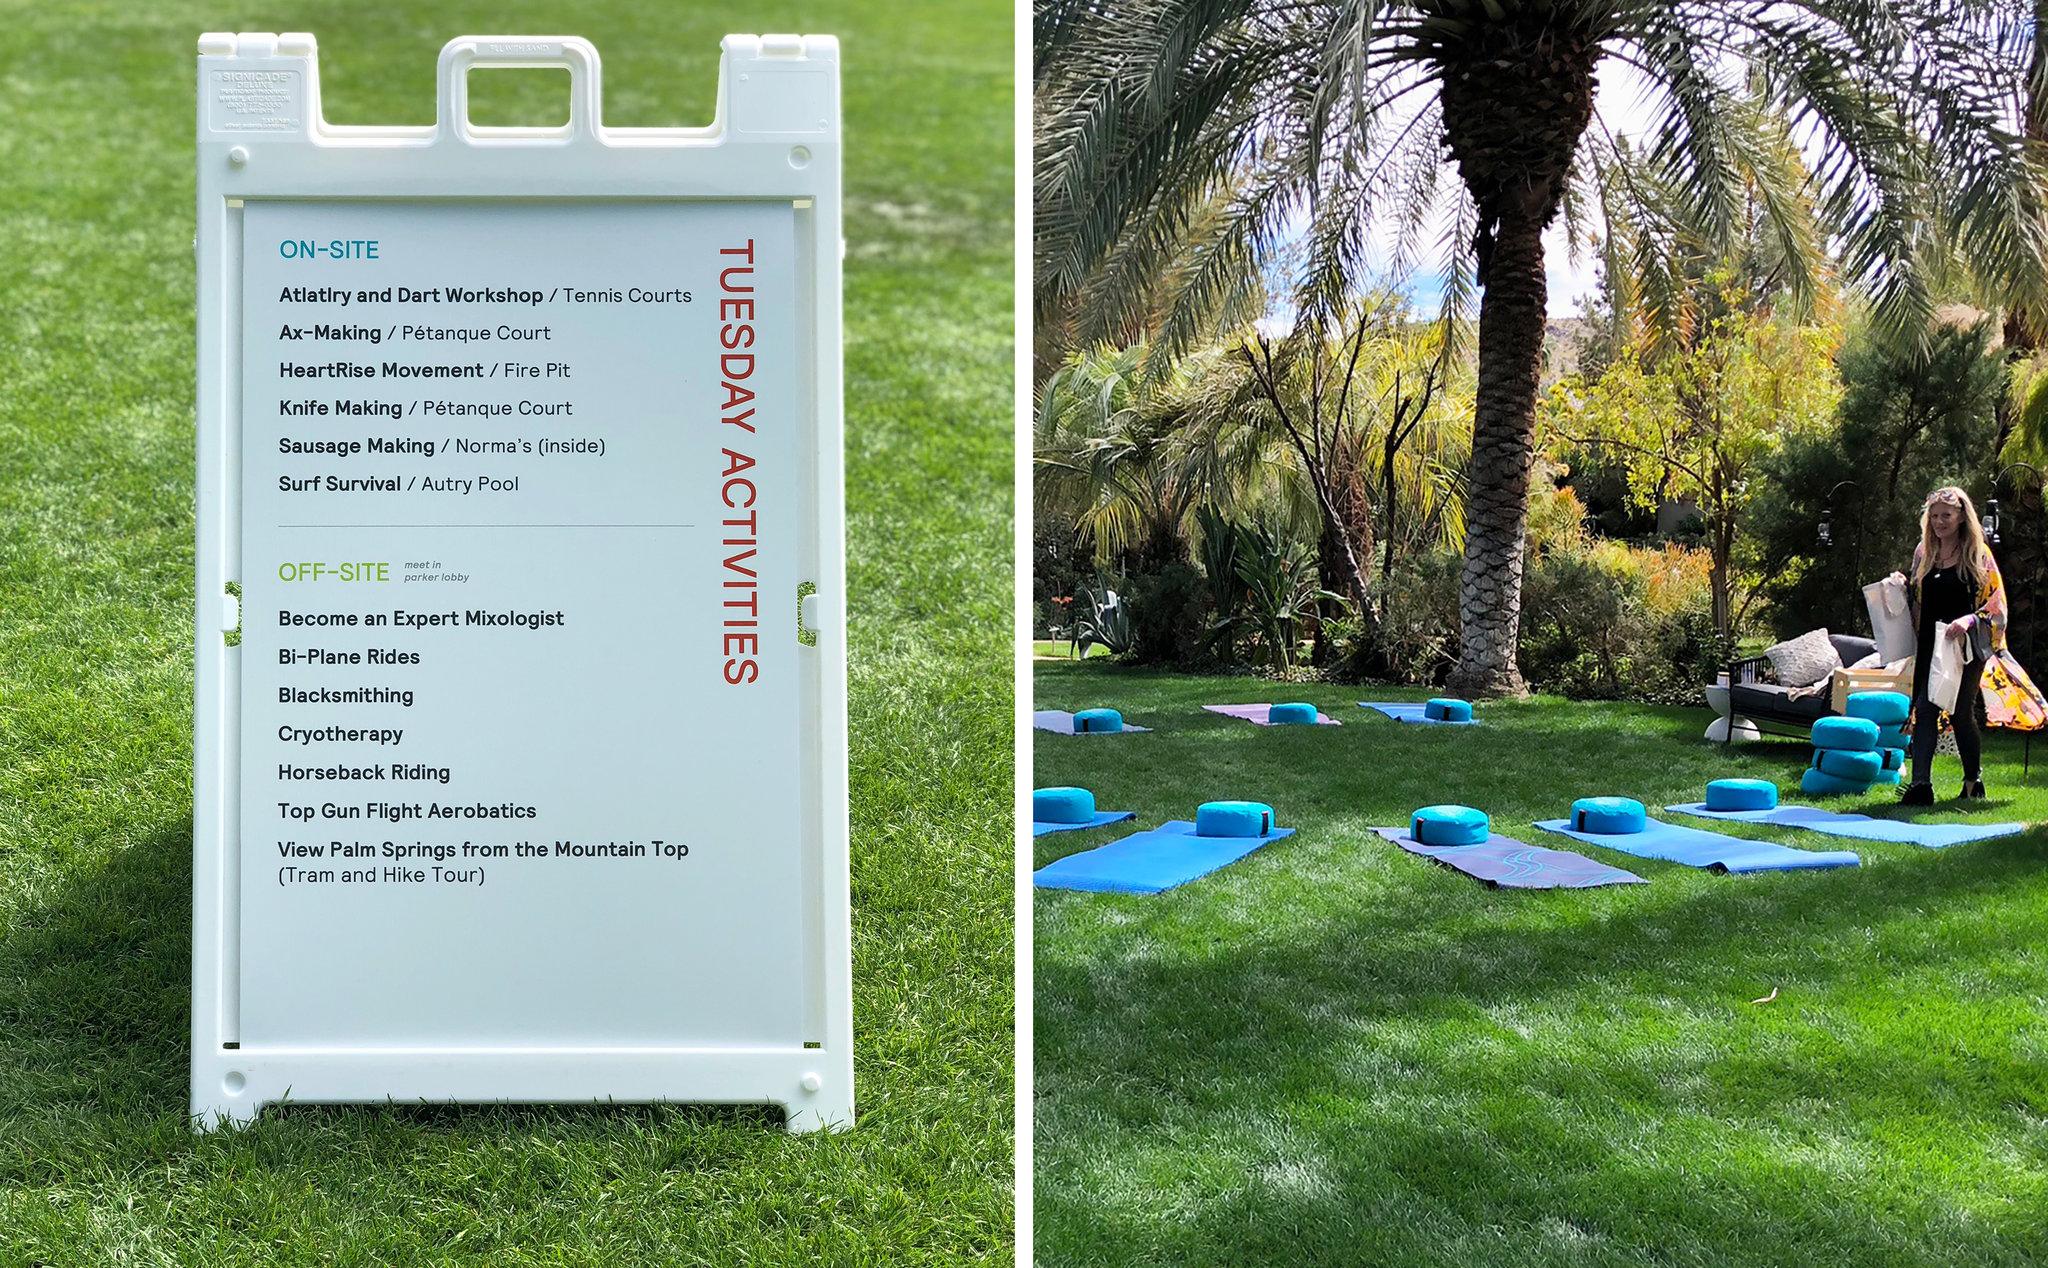 FILL WITH SAND
SIGNICADE
DELUXE
ON-SITE
Atlatlry and Dart Workshop / Tennis Courts
Ax-Making / Pétanque Court
HeartRise Movement / Fire Pit
Knife Making / Pétanque Court
Sausage Making / Norma's (inside)
Surf Survival / Autry Pool
OFF-SITE
meet in
parker lobby
Become an Expert Mixologist
Bi-Plane Rides
Blacksmithing
Cryotherapy
Horseback Riding
Top Gun Flight Aerobatics
View Palm Springs from the Mountain Top
(Tram and Hike Tour)
TUESDAY ACTIVITIES